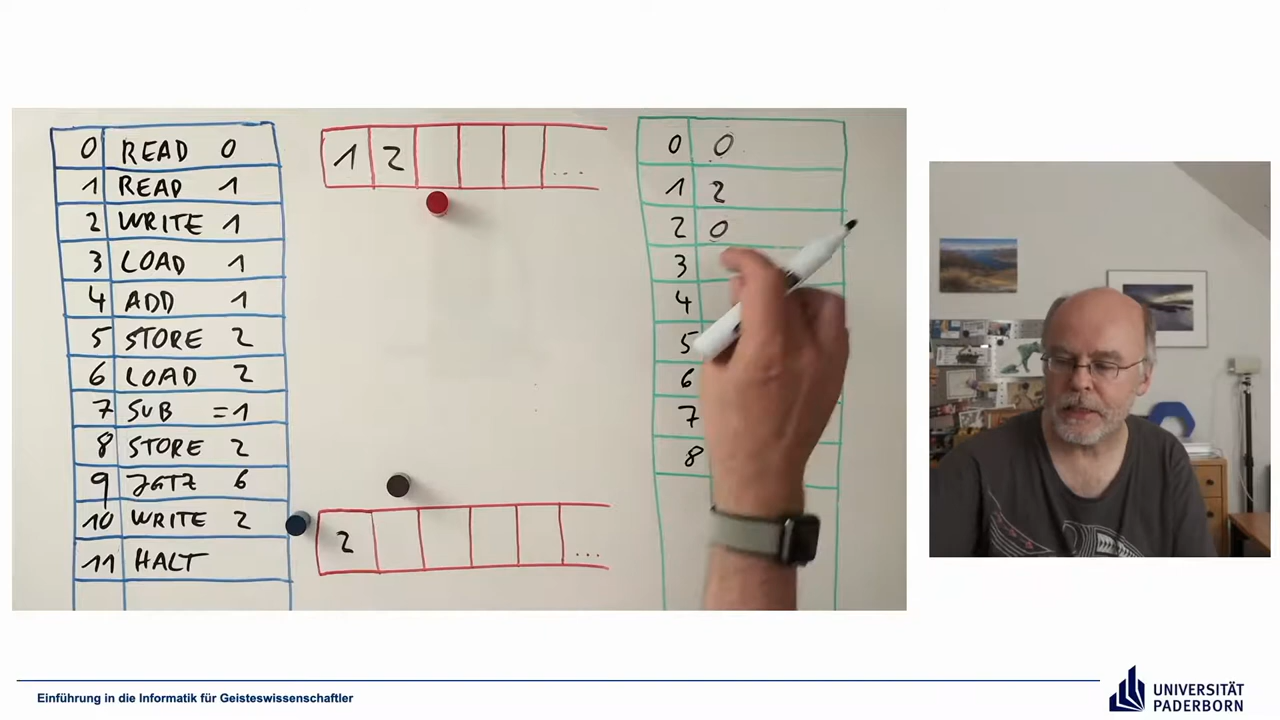 0 READ 0
1 READ 1
2 WRITE 1
3 LOAD 1
4 ADD 1
5 STORE 2
6 LOAD 2
7 SUB =1
8 STORE 2
9 JGTZ 6
10 WRITE 2
11 HALT
1 2 ...
2 ...
0 0
1 2
2 0
3
4
5
6
7
8
Einführung in die Informatik für Geisteswissenschaftler
UNIVERSITÄT
PADERBORN